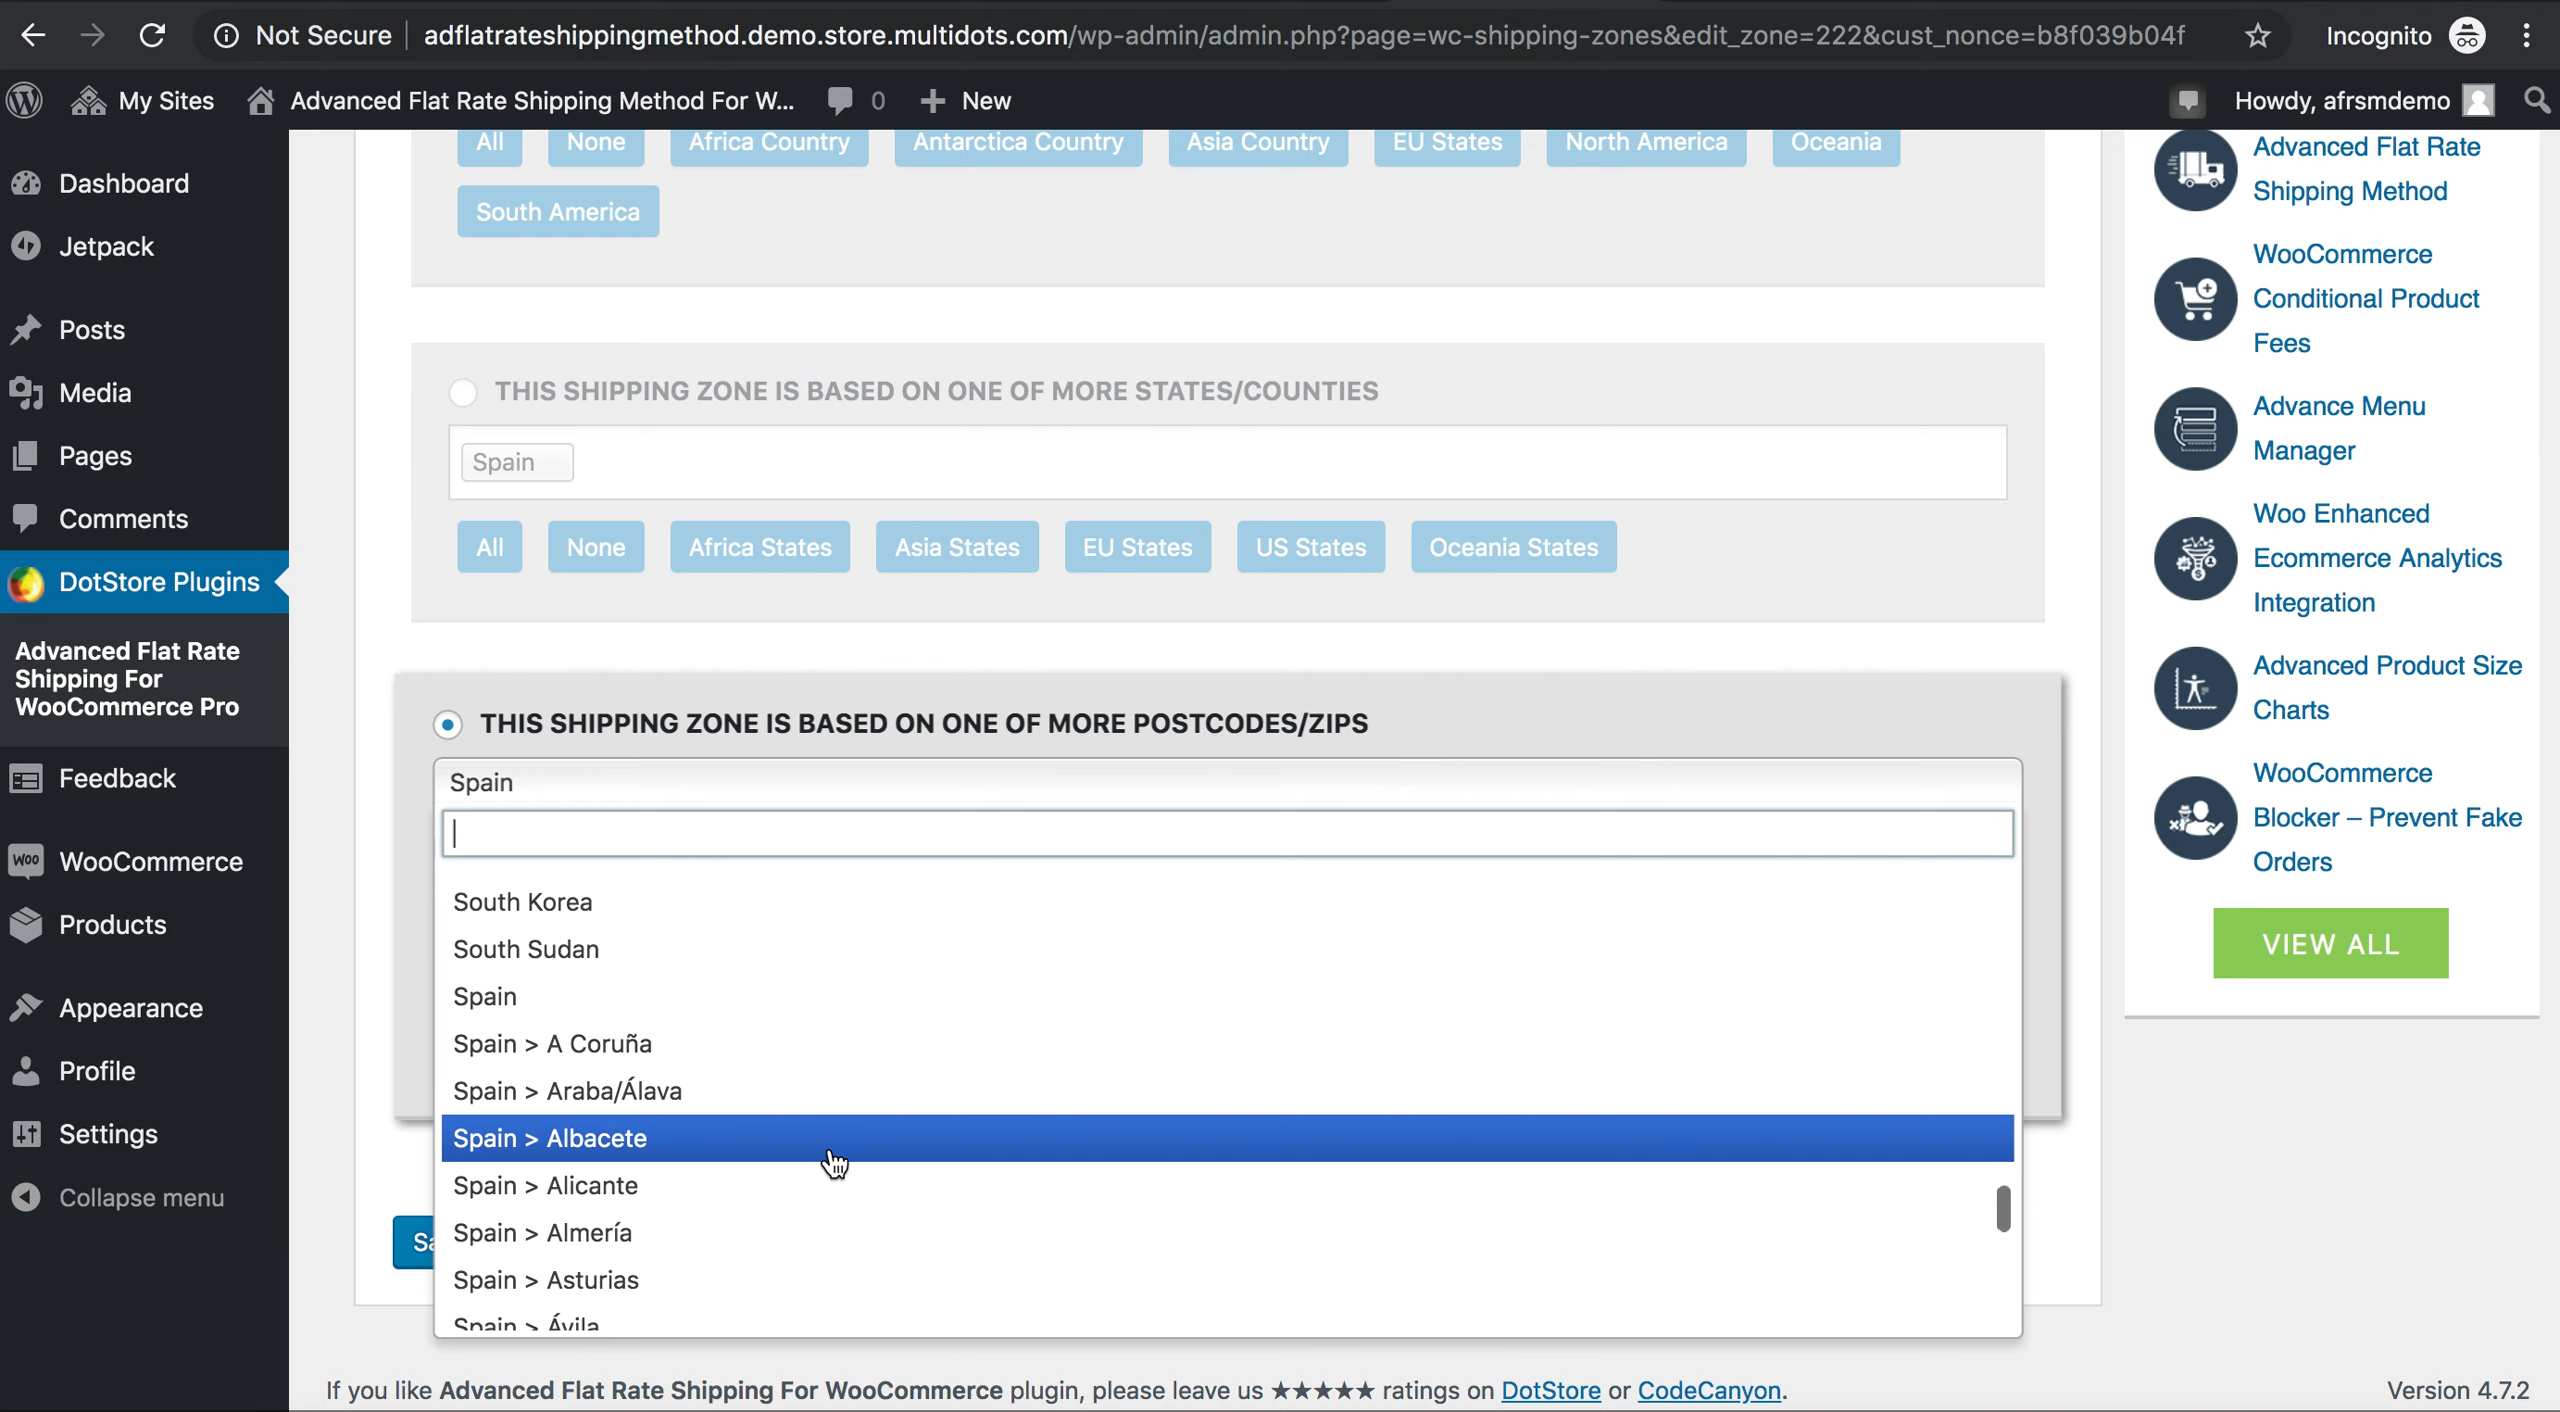 Not Secure adflatrateshippingmethod.demo.store.multidots.com/wp-admin/admin.php?page=wc-shipping-zones&edit_zone=222&cust_nonce=b8f039b04f Incognito
My Sites Advanced Flat Rate Shipping Method For W... 0 + New Howdy, afrsmdemo
Dashboard
Jetpack
Posts
Media
Pages
Comments
DotStore Plugins
Advanced Flat Rate
Shipping For
WooCommerce Pro
Feedback
Woo WooCommerce
Products
Appearance
Profile
Settings
Collapse menu
All None Africa Country Antarctica Country Asia Country EU States North America Oceania
South America
THIS SHIPPING ZONE IS BASED ON ONE OF MORE STATES/COUNTIES
Spain
All None Africa States Asia States EU States US States Oceania States
THIS SHIPPING ZONE IS BASED ON ONE OF MORE POSTCODES/ZIPS
Spain
South Korea
South Sudan
Spain
Spain > A Coruña
Spain > Araba/Álava
Spain > Albacete
Spain > Alicante
Spain > Almería
Spain > Asturias
Spain > Ávila
Advanced Flat Rate
Shipping Method
WooCommerce
Conditional Product
Fees
Advance Menu
Manager
Woo Enhanced
Ecommerce Analytics
Integration
Advanced Product Size
Charts
WooCommerce
Blocker – Prevent Fake
Orders
VIEW ALL
If you like Advanced Flat Rate Shipping For WooCommerce plugin, please leave us ★★★★★ ratings on DotStore or CodeCanyon.
Version 4.7.2